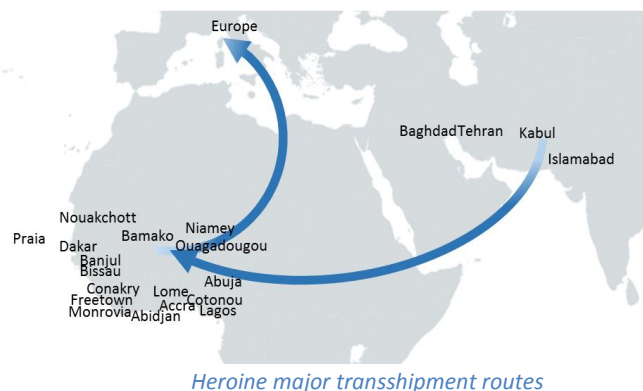 Europe
Baghdad
Tehran
Kabul
Islamabad
Nouakchott
Niamey
Praia
Bamako
Dakar
Ouagadougou
Banjul
Bissau
Abuja
Conakry
Lome
Freetown
Cotonou
Accra
Monrovia
Abidjan
Lagos
Heroine major transshipment routes